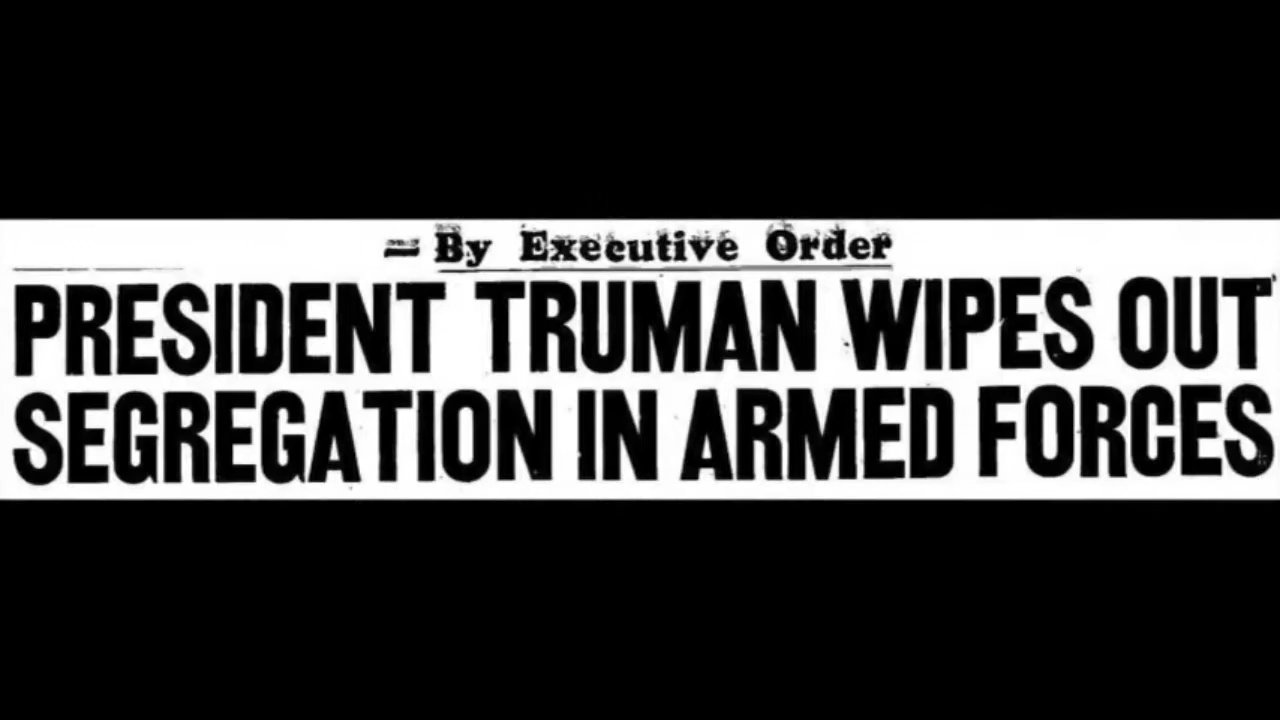 By Executive Order
PRESIDENT TRUMAN WIPES OUT
SEGREGATION IN ARMED FORCES